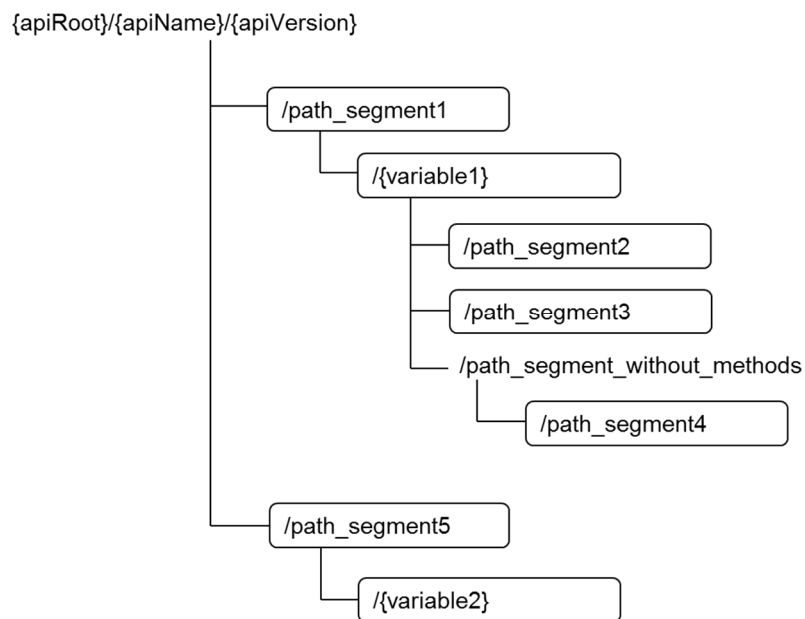 {apiRoot}/{apiName}/{apiVersion}
/path_segment1
/{variable1}
/path_segment2
/path_segment3
/path_segment_without_methods
/path_segment4
/path_segment5
/{variable2}